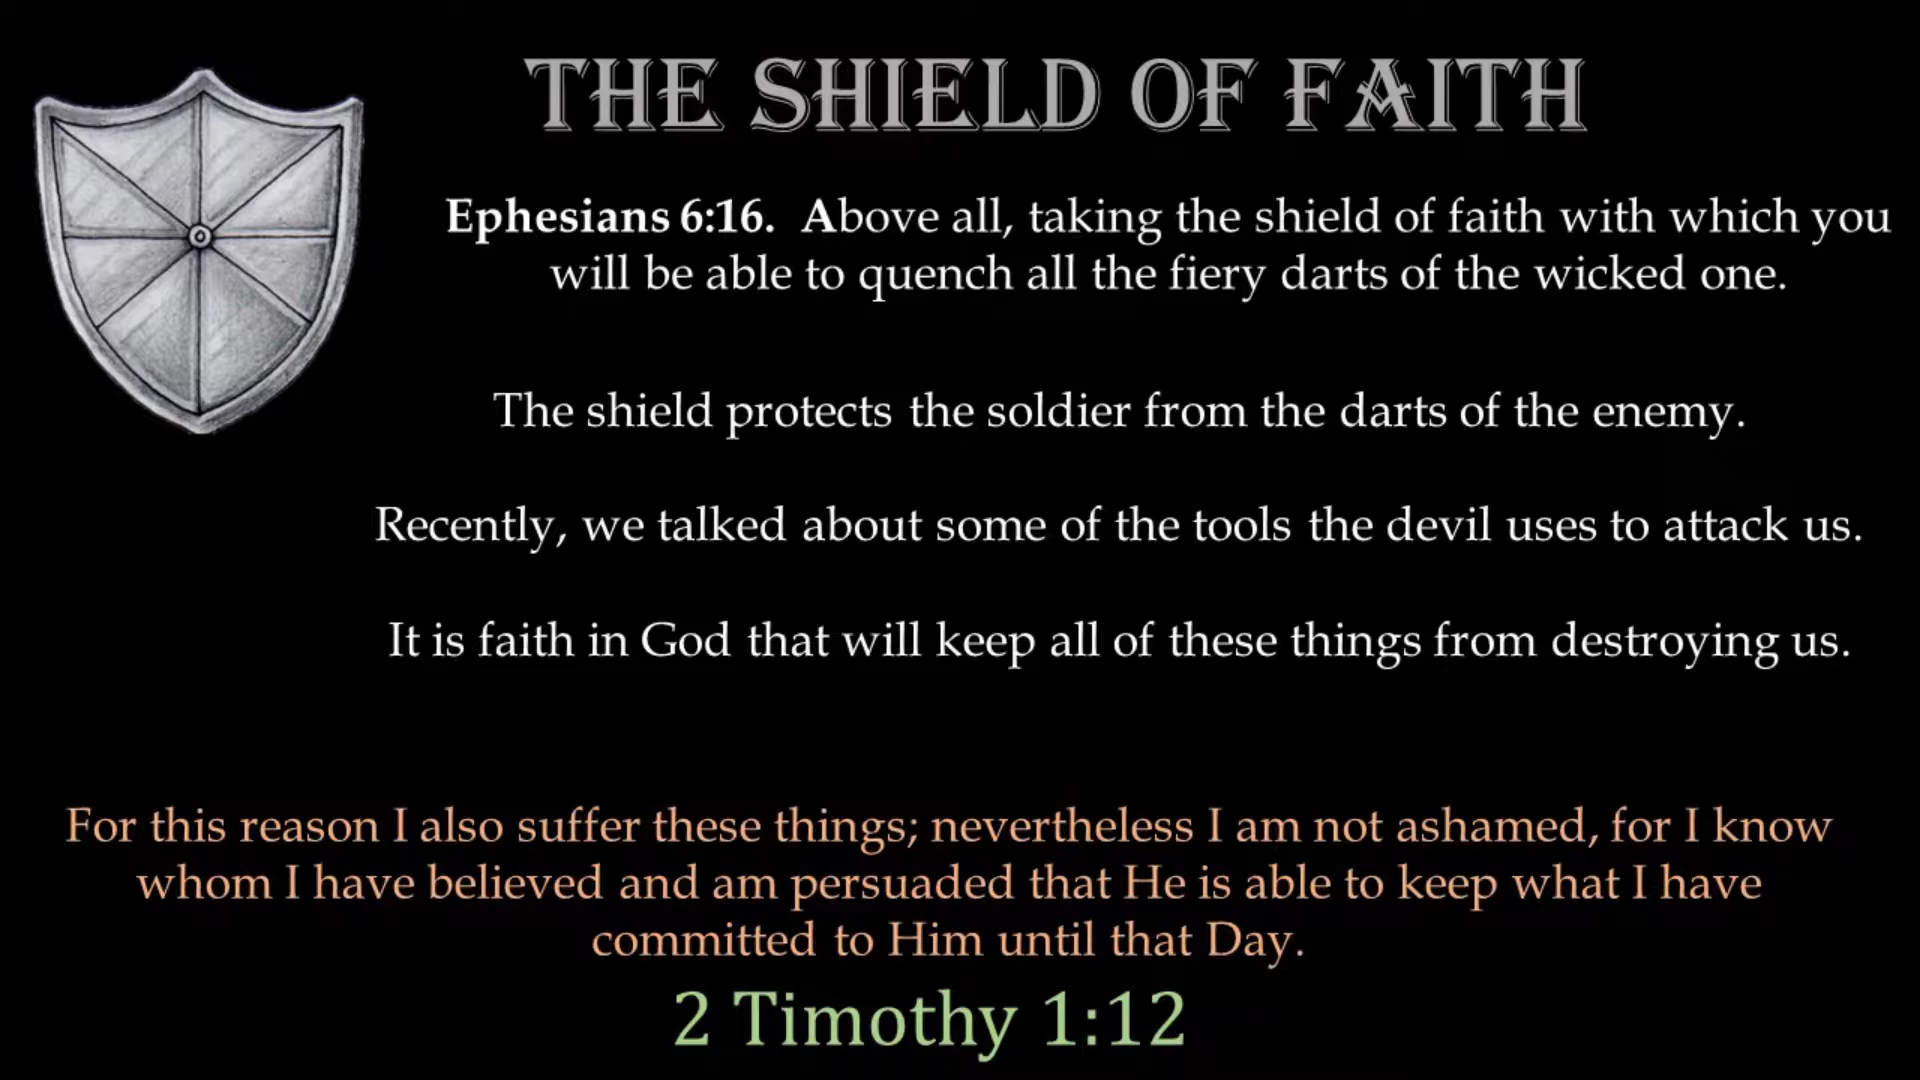 THE SHIELD OF FAITH
Ephesians 6:16.  Above all, taking the shield of faith with which you
will be able to quench all the fiery darts of the wicked one.
The shield protects the soldier from the darts of the enemy.
Recently, we talked about some of the tools the devil uses to attack us.
It is faith in God that will keep all of these things from destroying us.
For this reason I also suffer these things; nevertheless I am not ashamed, for I know
whom I have believed and am persuaded that He is able to keep what I have
committed to Him until that Day.
2 Timothy 1:12